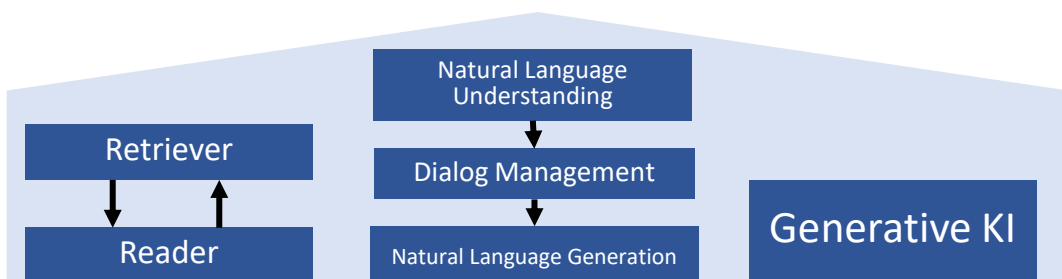 Retriever
Reader
Natural Language
Understanding
Dialog Management
Natural Language Generation
Generative KI